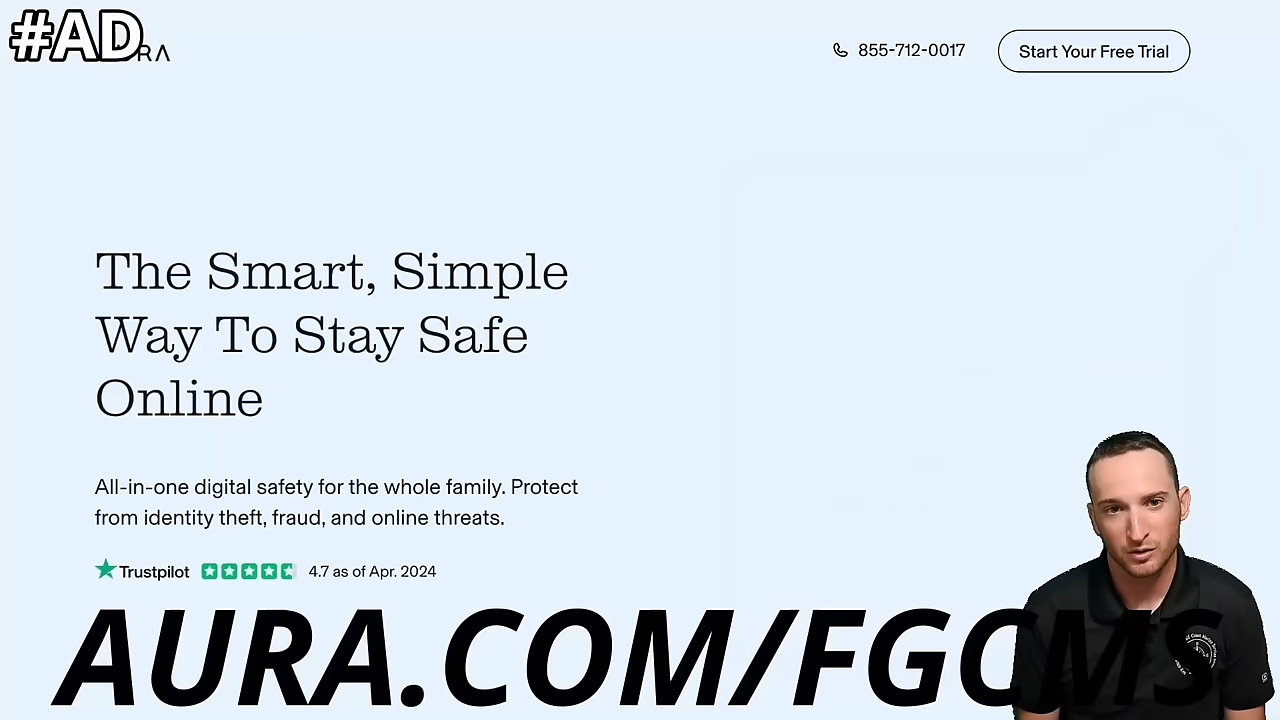 #AD
RA
855-712-0017
Start Your Free Trial
The Smart, Simple
Way To Stay Safe
Online
All-in-one digital safety for the whole family. Protect
from identity theft, fraud, and online threats.
Trustpilot 4.7 as of Apr. 2024
AURA.COM/FGCMS